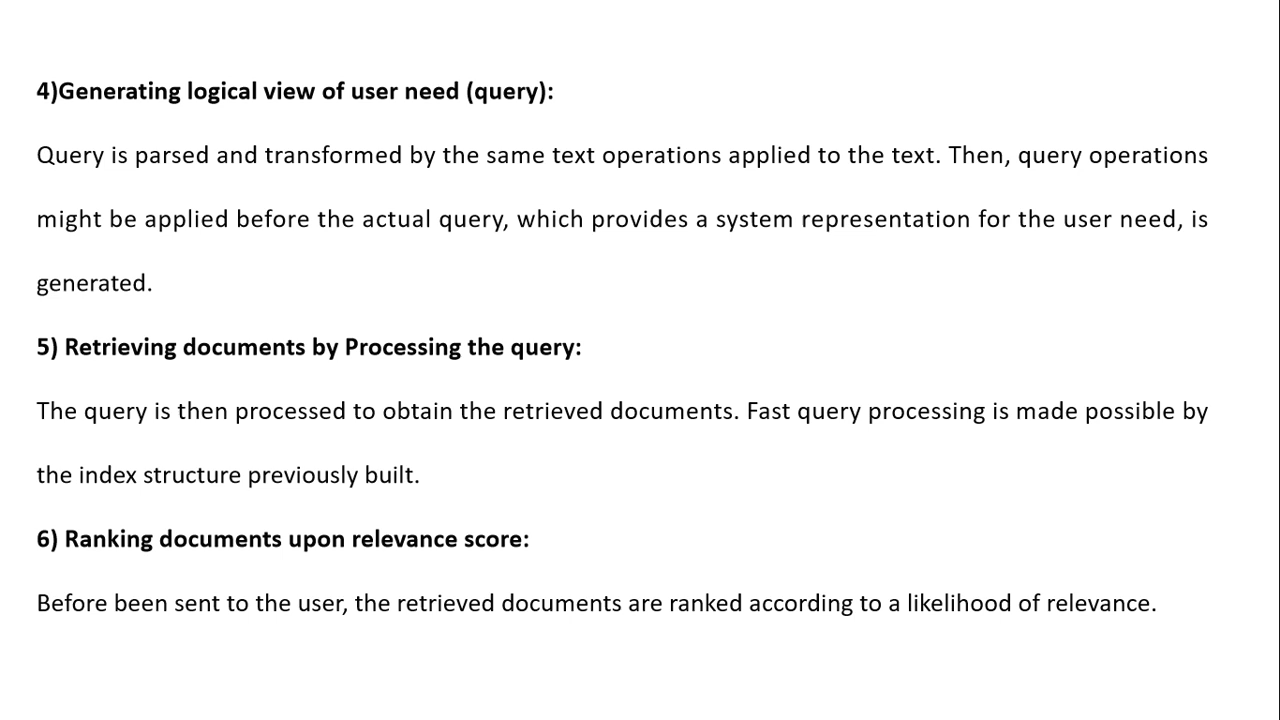 4)Generating logical view of user need (query):
Query is parsed and transformed by the same text operations applied to the text. Then, query operations
might be applied before the actual query, which provides a system representation for the user need, is
generated.
5) Retrieving documents by Processing the query:
The query is then processed to obtain the retrieved documents. Fast query processing is made possible by
the index structure previously built.
6) Ranking documents upon relevance score:
Before been sent to the user, the retrieved documents are ranked according to a likelihood of relevance.